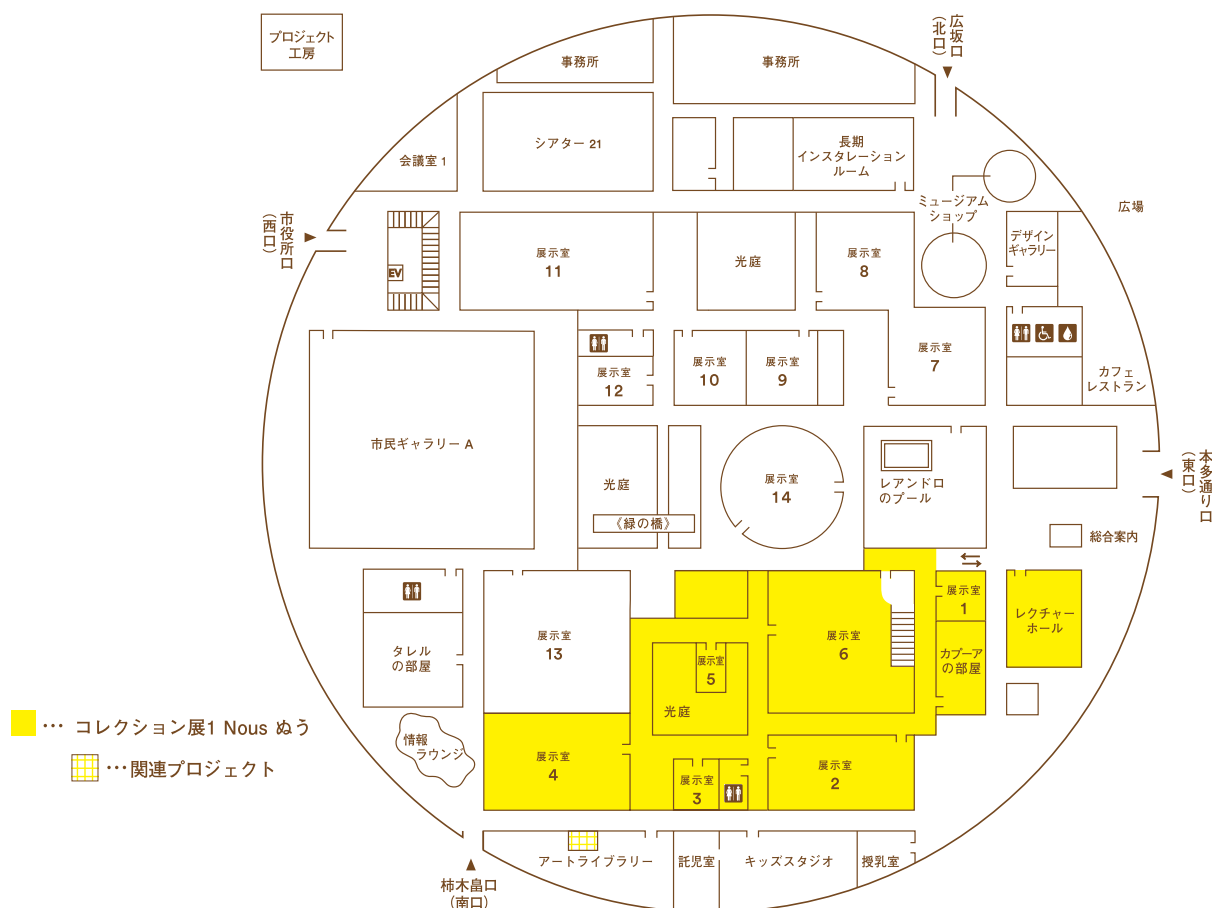 プロジェクト
工房
事務所
事務所
広坂口
(北口)
シアター 21
会議室 1
長期
インスタレーション
ルーム
ミュージアム
ショップ
広場
市役所口
(西口)
EV
展示室
11
光庭
展示室
8
デザイン
ギャラリー
展示室
12
展示室
10
展示室
9
展示室
7
カフェ
レストラン
市民ギャラリー A
光庭
《緑の橋》
展示室
14
レアンドロ
のプール
本多通り口
(東口)
総合案内
タレル
の部屋
展示室
13
展示室
5
光庭
展示室
6
展示室
1
カプーア
の部屋
レクチャー
ホール
… コレクション展1 Nous ぬう
…関連プロジェクト
情報
ラウンジ
展示室
4
展示室
3
展示室
2
アートライブラリー
託児室
キッズスタジオ
授乳室
柿木畠口
(南口)